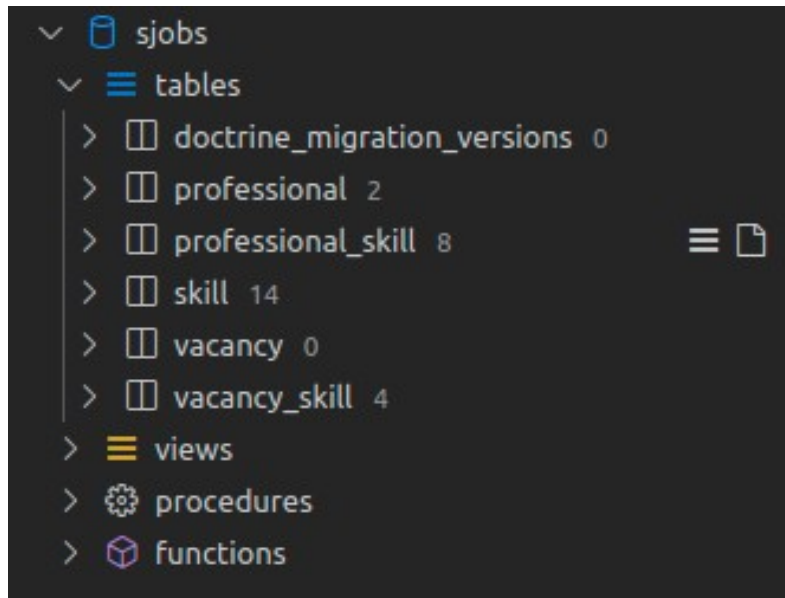 sjobs
tables
doctrine_migration_versions 0
professional 2
professional_skill 8
skill 14
vacancy 0
vacancy_skill 4
views
procedures
functions